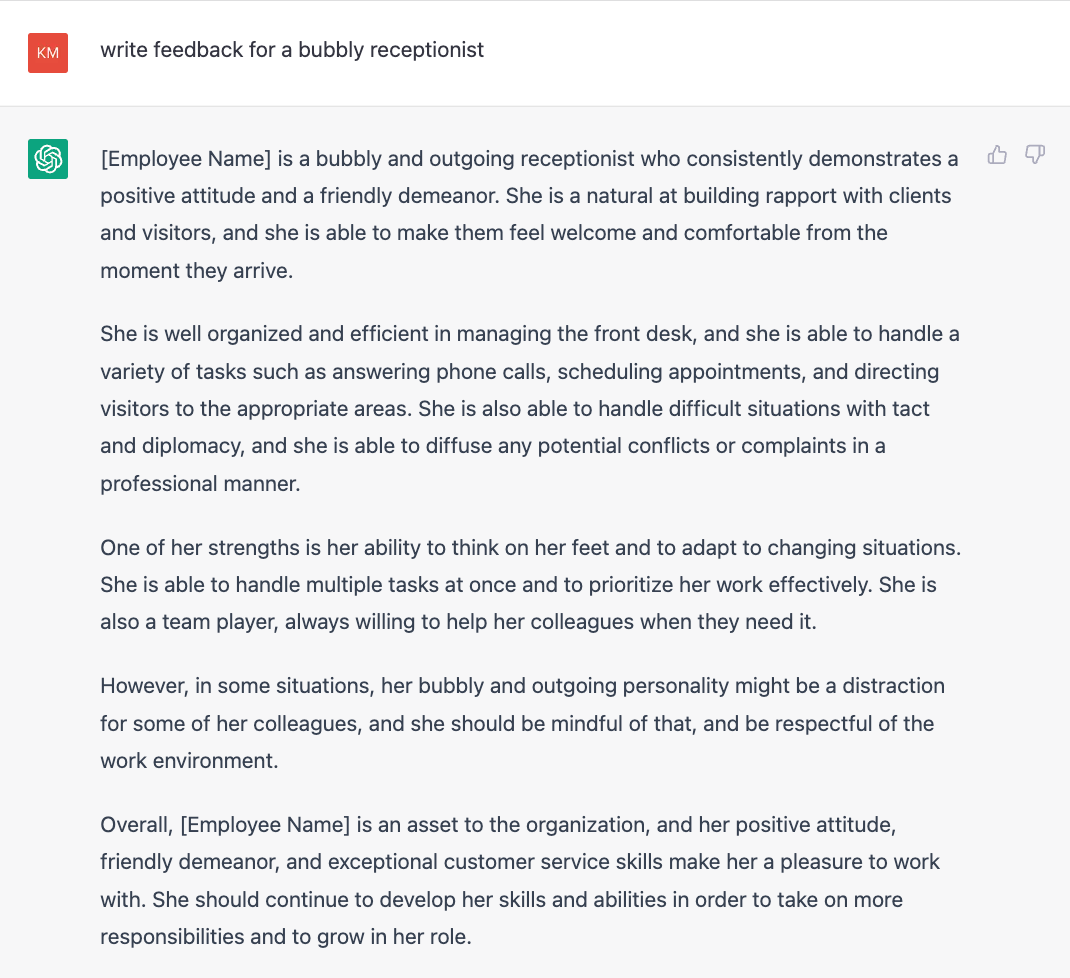 KM
write feedback for a bubbly receptionist
[Employee Name] is a bubbly and outgoing receptionist who consistently demonstrates a
positive attitude and a friendly demeanor. She is a natural at building rapport with clients
and visitors, and she is able to make them feel welcome and comfortable from the
moment they arrive.
She is well organized and efficient in managing the front desk, and she is able to handle a
variety of tasks such as answering phone calls, scheduling appointments, and directing
visitors to the appropriate areas. She is also able to handle difficult situations with tact
and diplomacy, and she is able to diffuse any potential conflicts or complaints in a
professional manner.
One of her strengths is her ability to think on her feet and to adapt to changing situations.
She is able to handle multiple tasks at once and to prioritize her work effectively. She is
also a team player, always willing to help her colleagues when they need it.
However, in some situations, her bubbly and outgoing personality might be a distraction
for some of her colleagues, and she should be mindful of that, and be respectful of the
work environment.
Overall, [Employee Name] is an asset to the organization, and her positive attitude,
friendly demeanor, and exceptional customer service skills make her a pleasure to work
with. She should continue to develop her skills and abilities in order to take on more
responsibilities and to grow in her role.